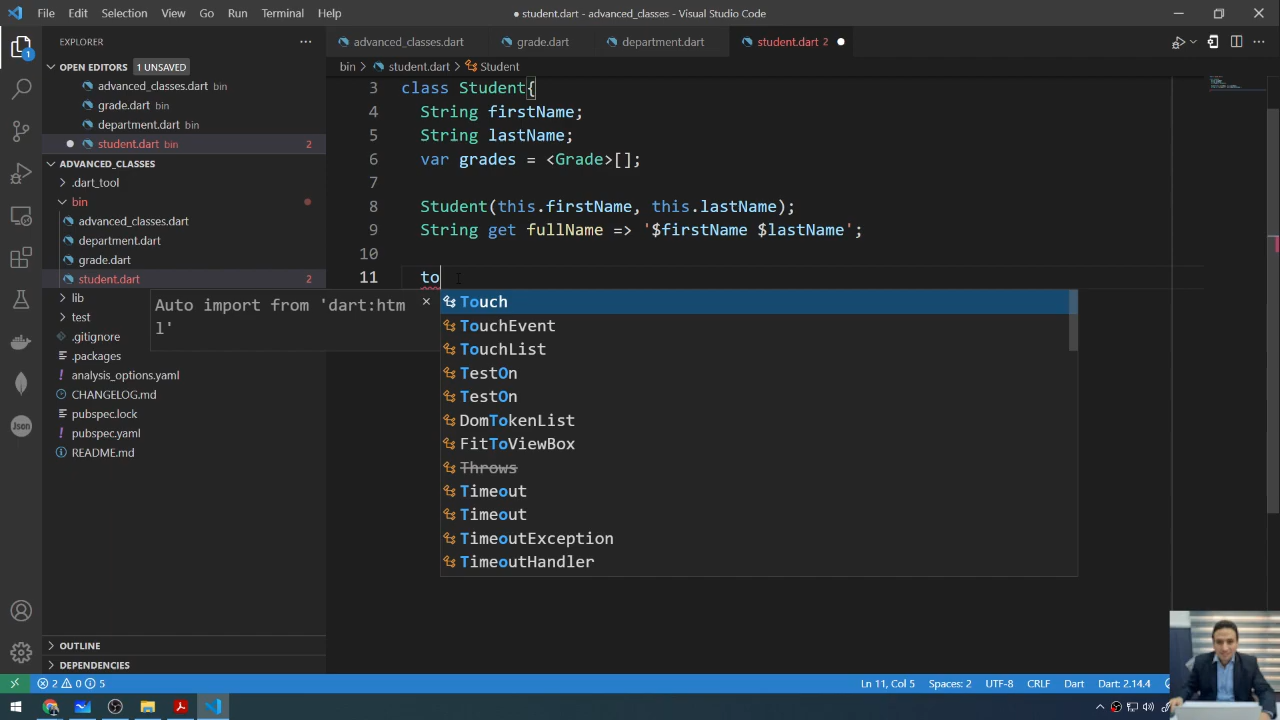 File Edit Selection View Go Run Terminal Help
● student.dart - advanced_classes - Visual Studio Code
EXPLORER
OPEN EDITORS 1 UNSAVED
advanced_classes.dart bin
grade.dart bin
department.dart bin
student.dart bin 2
ADVANCED_CLASSES
.dart_tool
bin
advanced_classes.dart
department.dart
grade.dart
student.dart 2
lib
test
.gitignore
.packages
analysis_options.yaml
CHANGELOG.md
pubspec.lock
pubspec.yaml
README.md
OUTLINE
DEPENDENCIES
advanced_classes.dart grade.dart department.dart student.dart 2
bin > student.dart > Student
3 class Student{
4 String firstName;
5 String lastName;
6 var grades = <Grade>[];
7
8 Student(this.firstName, this.lastName);
9 String get fullName => '$firstName $lastName';
10
11 to
Auto import from 'dart:htm
l'
Touch
TouchEvent
TouchList
TestOn
TestOn
DomTokenList
FitToViewBox
Throws
Timeout
Timeout
TimeoutException
TimeoutHandler
1
Json
2 0 5
Ln 11, Col 5 Spaces: 2 UTF-8 CRLF Dart Dart: 2.14.4